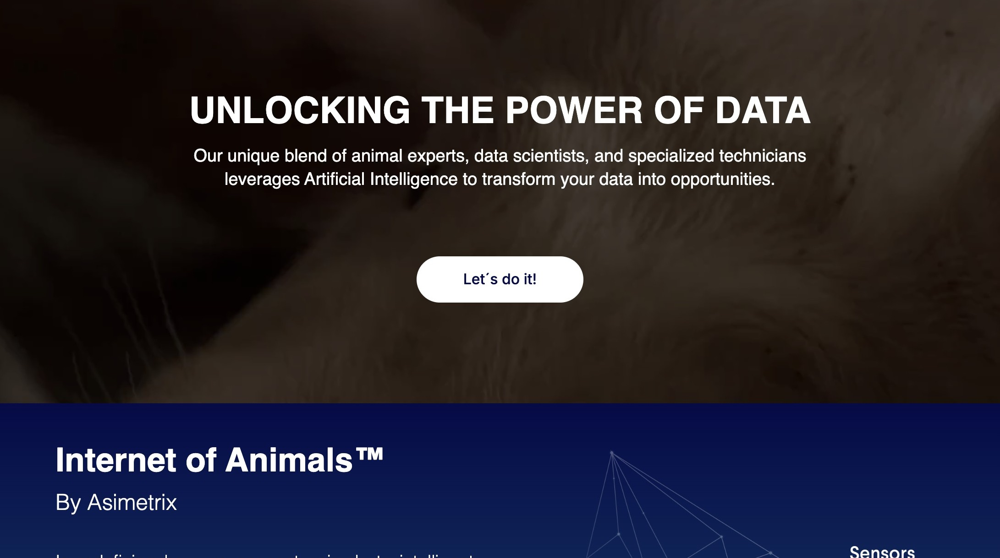 UNLOCKING THE POWER OF DATA
Our unique blend of animal experts, data scientists, and specialized technicians
leverages Artificial Intelligence to transform your data into opportunities.
Let´s do it!
Internet of Animals™
By Asimetrix
Sensors